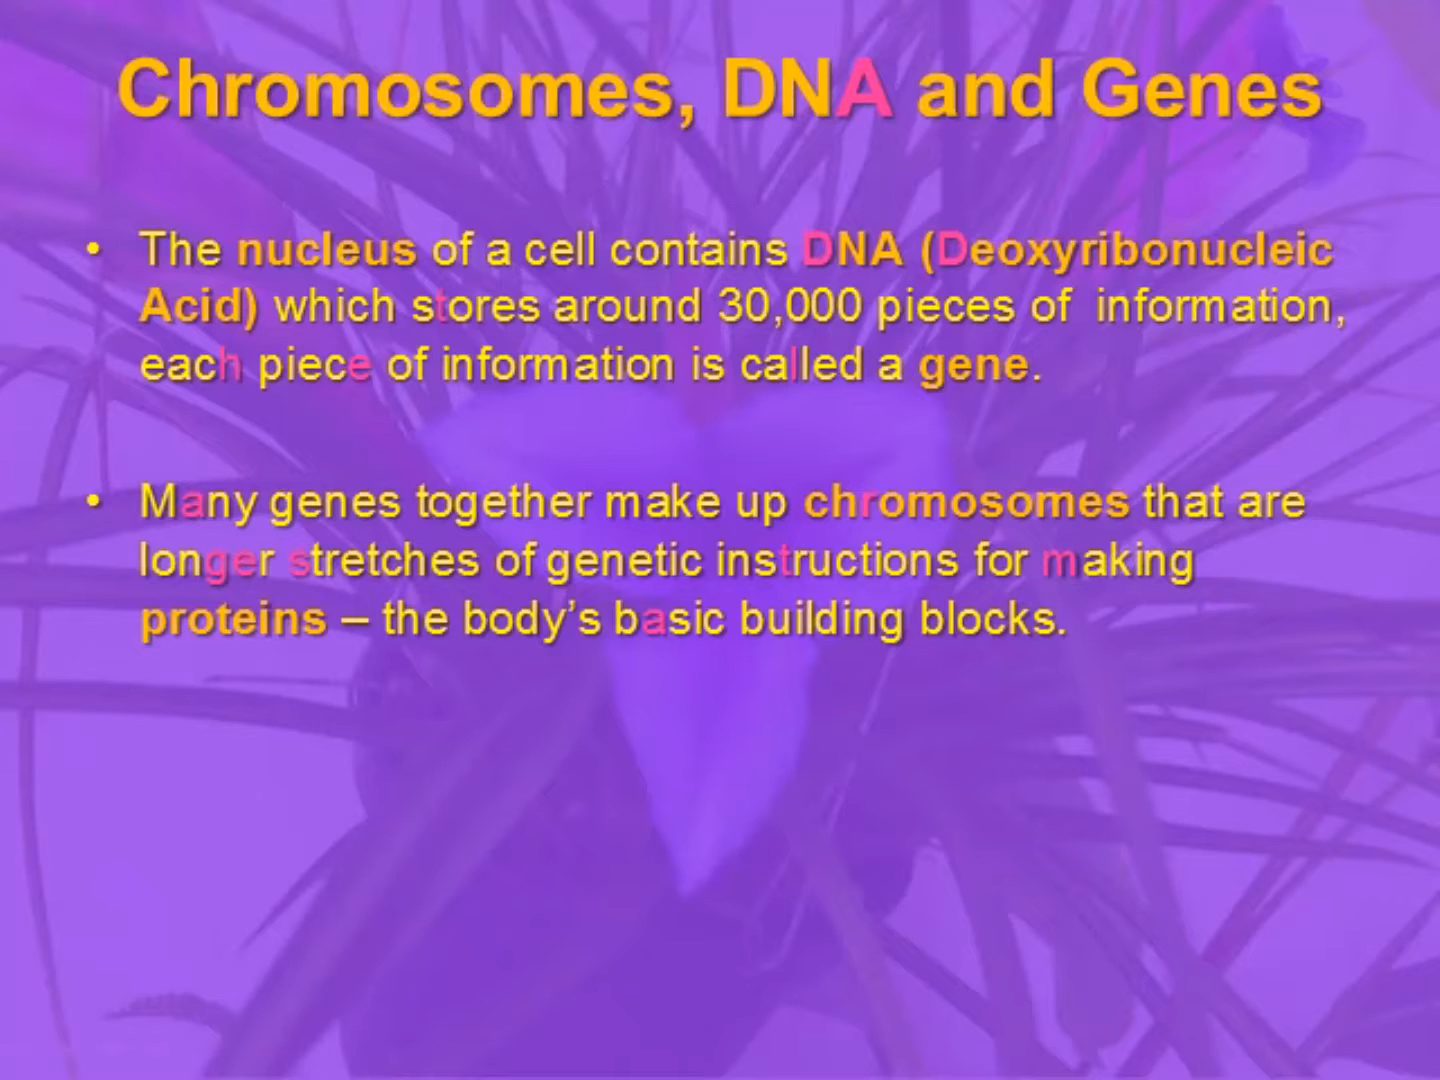 Chromosomes, DNA and Genes
• The nucleus of a cell contains DNA (Deoxyribonucleic
Acid) which stores around 30,000 pieces of information,
each piece of information is called a gene.
• Many genes together make up chromosomes that are
longer stretches of genetic instructions for making
proteins – the body’s basic building blocks.